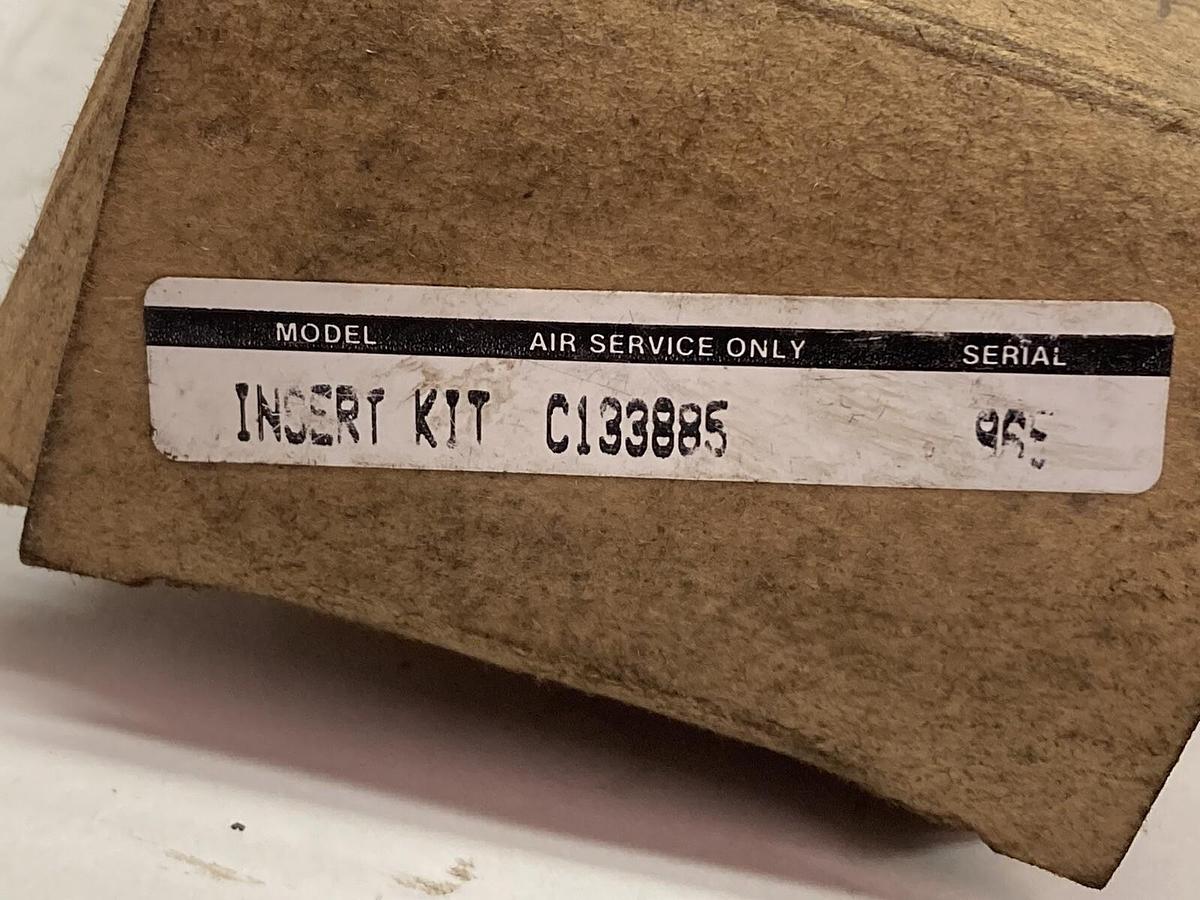 MODEL AIR SERVICE ONLY SERIAL
INSERT KIT C133885